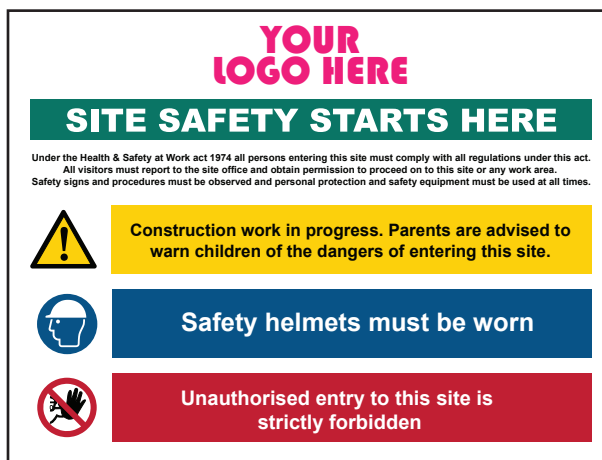 YOUR
LOGO HERE
SITE SAFETY STARTS HERE
Under the Health & Safety at Work act 1974 all persons entering this site must comply with all regulations under this act.
All visitors must report to the site office and obtain permission to proceed on to this site or any work area.
Safety signs and procedures must be observed and personal protection and safety equipment must be used at all times.
Construction work in progress. Parents are advised to
warn children of the dangers of entering this site.
Safety helmets must be worn
Unauthorised entry to this site is
strictly forbidden